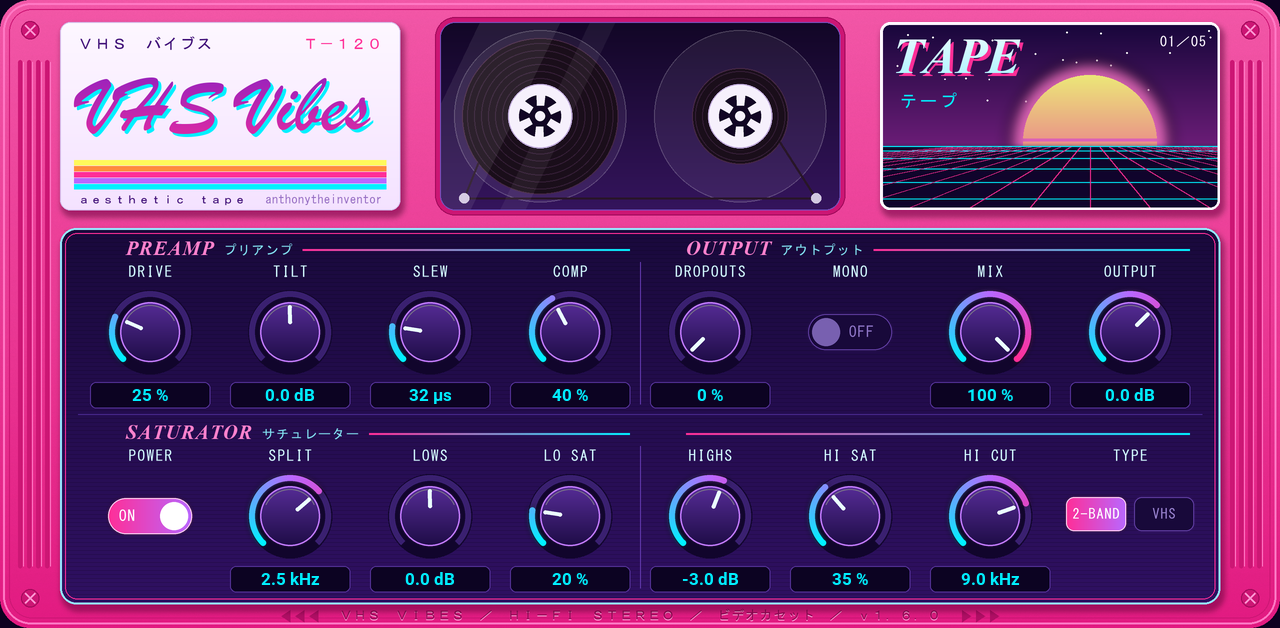 VHS バイブス
T-120
VHS Vibes
aesthetic tape
anthonytheinventor
TAPE
テープ
01/05
PREAMP プリアンプ
OUTPUT アウトプット
DRIVE
TILT
SLEW
COMP
DROPOUTS
MONO
MIX
OUTPUT
OFF
25 %
0.0 dB
32 µs
40 %
0 %
100 %
0.0 dB
SATURATOR サチュレーター
POWER
SPLIT
LOWS
LO SAT
HIGHS
HI SAT
HI CUT
TYPE
ON
2-BAND
VHS
2.5 kHz
0.0 dB
20 %
-3.0 dB
35 %
9.0 kHz
VHS VIBES / HI-FI STEREO / ビデオカセット / v1.6.0